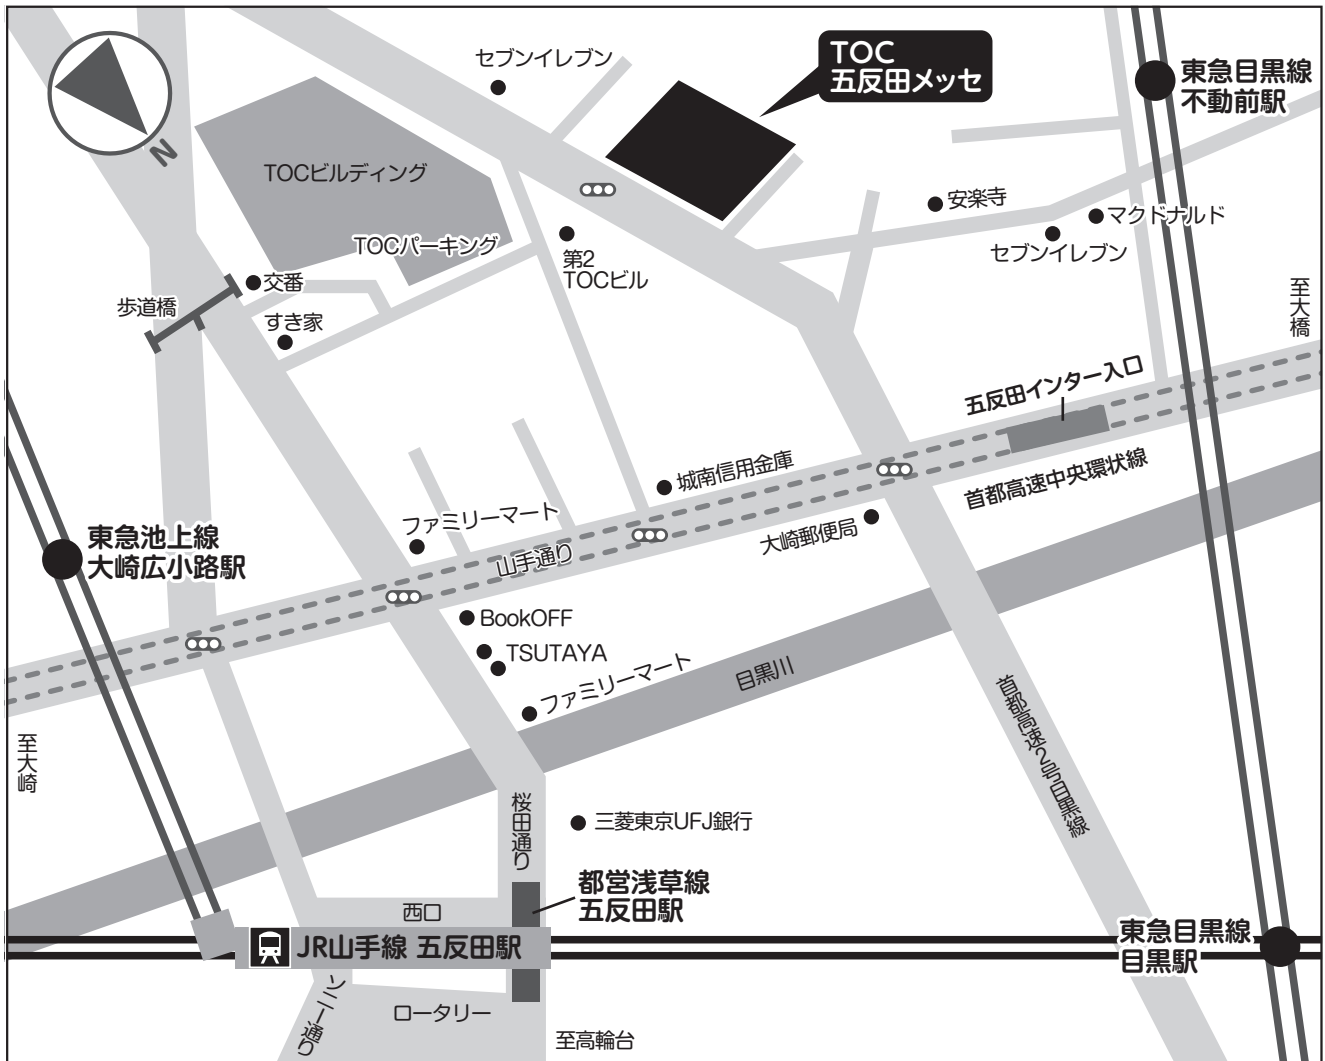 セブンイレブン
TOC
五反田メッセ
東急目黒線
不動前駅
N
TOCビルディング
TOCパーキング
安楽寺
マクドナルド
セブンイレブン
第2
TOCビル
交番
歩道橋
すき家
至大橋
五反田インター入口
城南信用金庫
首都高速中央環状線
ファミリーマート
大崎郵便局
東急池上線
大崎広小路駅
山手通り
BookOFF
TSUTAYA
ファミリーマート
目黒川
首都高速2号目黒線
至大崎
桜田通り
三菱東京UFJ銀行
都営浅草線
五反田駅
西口
JR山手線 五反田駅
東急目黒線
目黒駅
ソニー通り
ロータリー
至高輪台